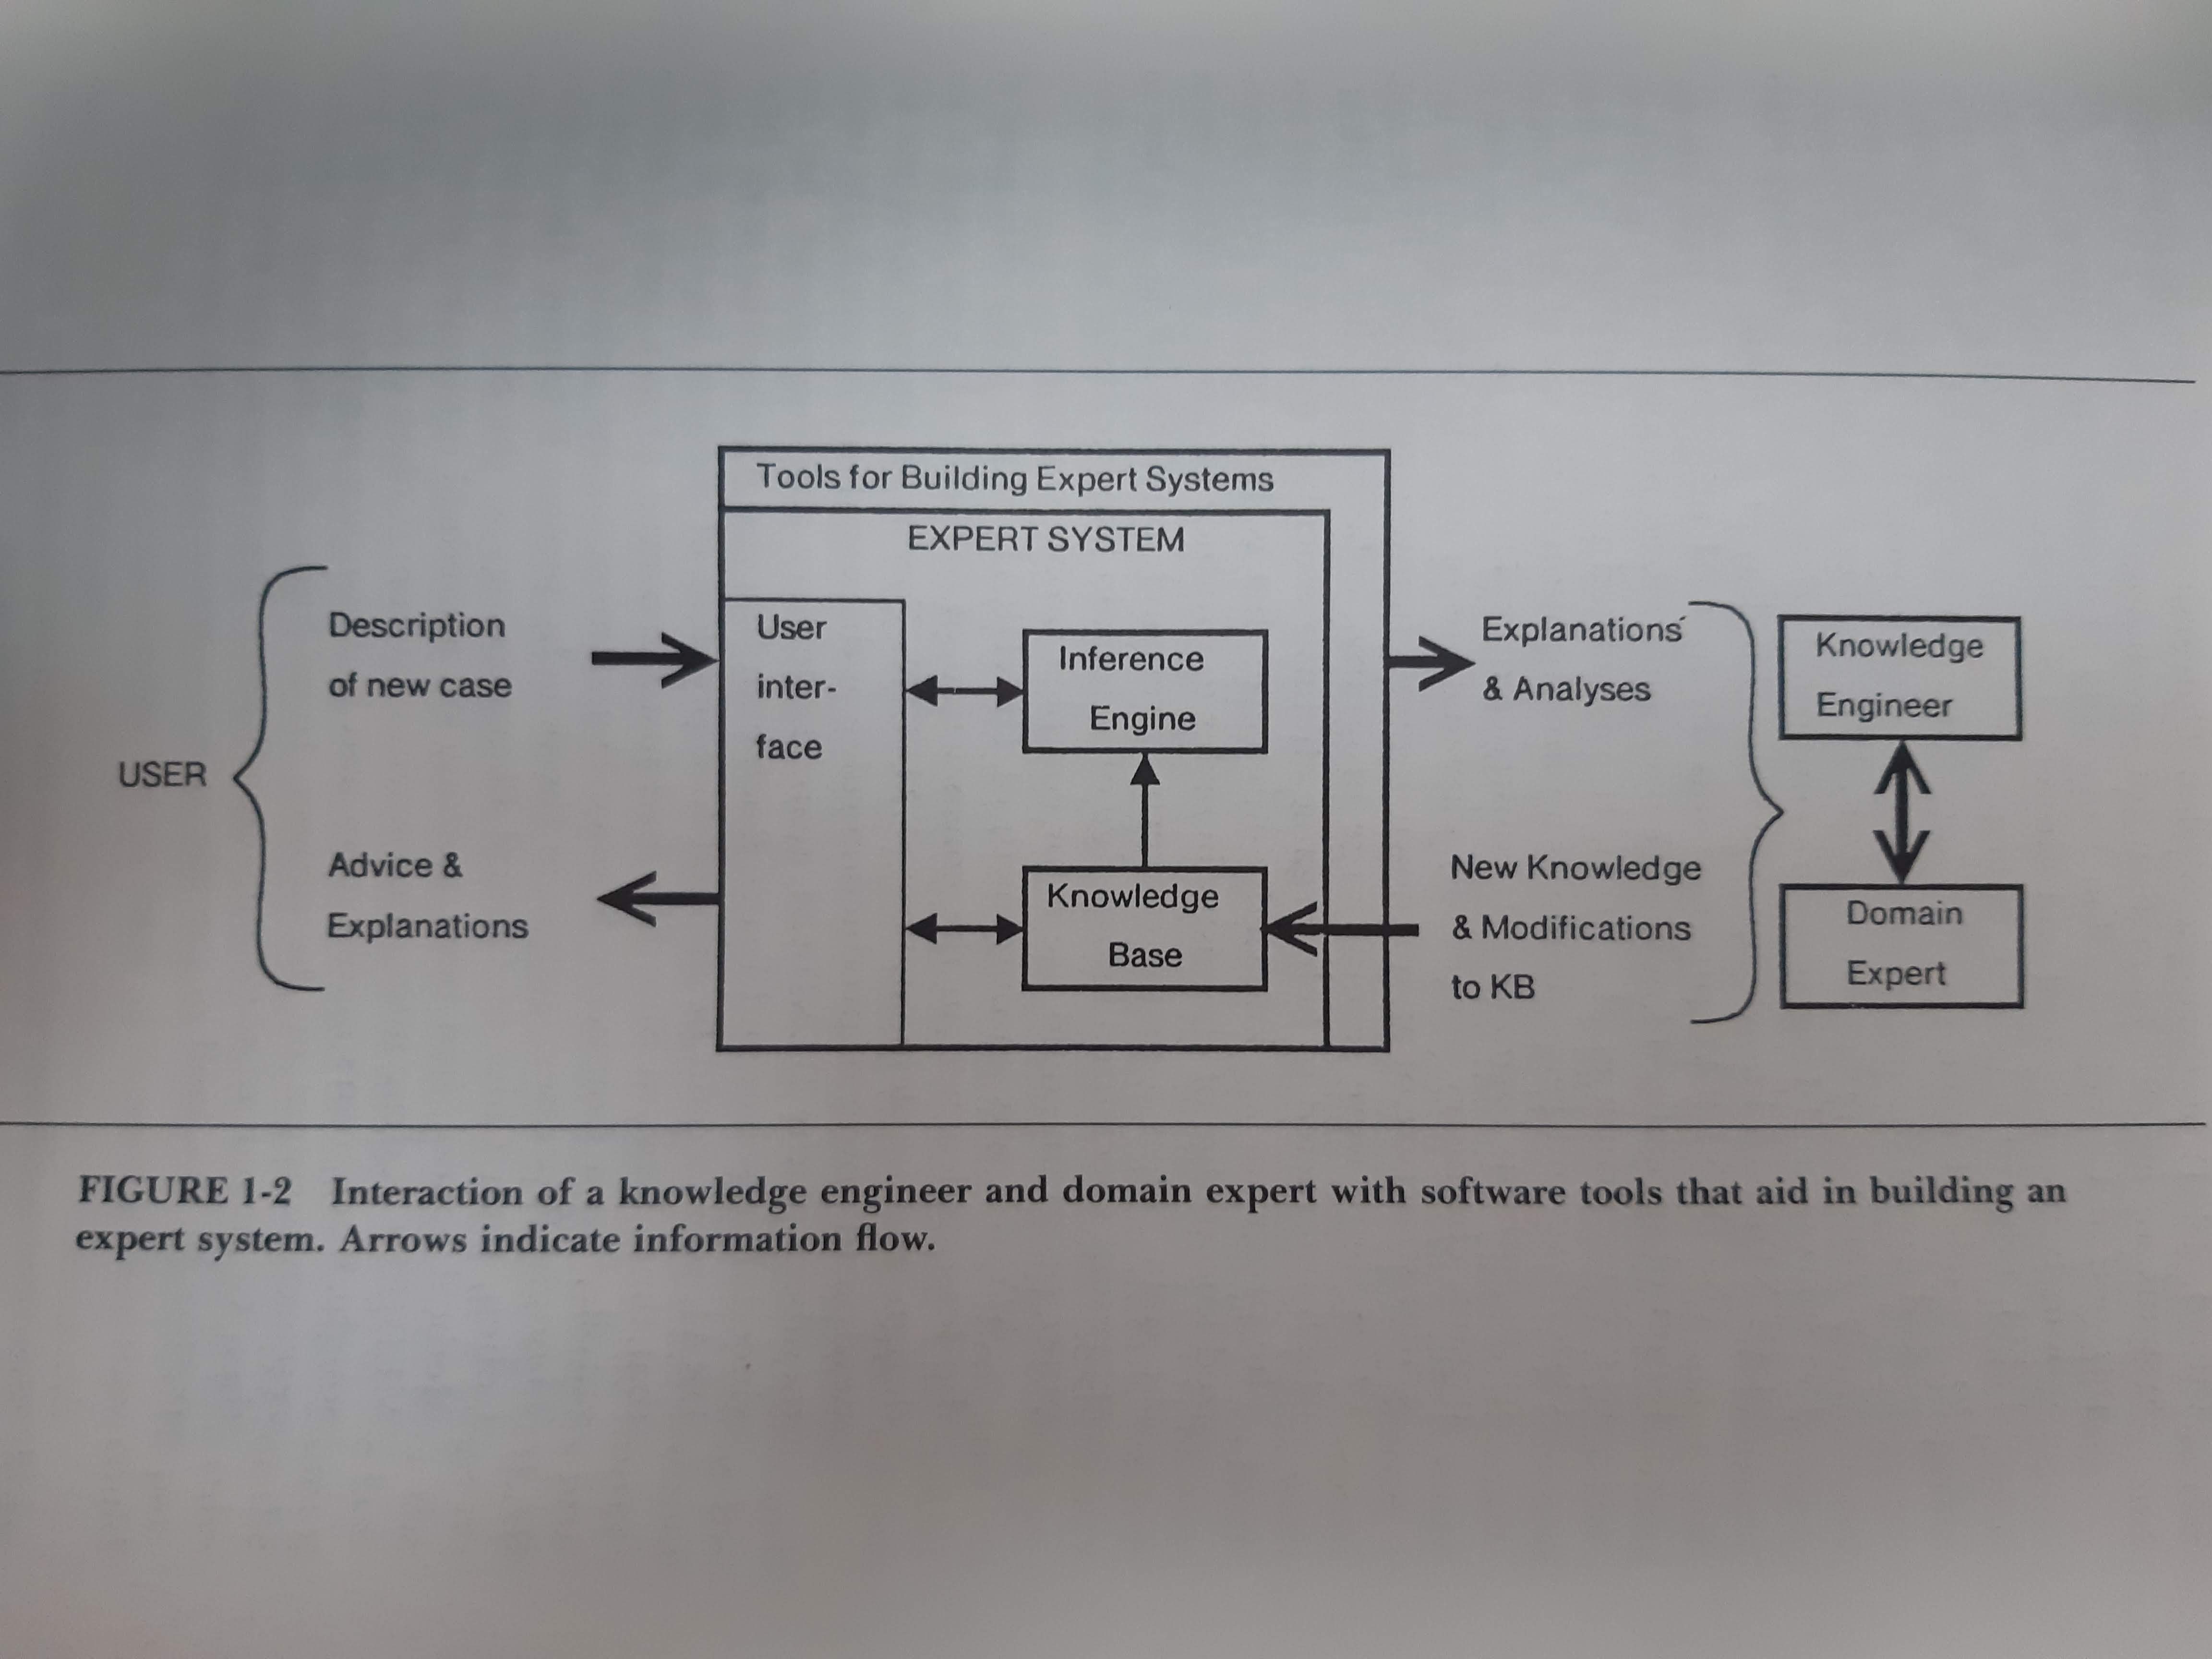 Tools for Building Expert Systems
EXPERT SYSTEM
USER
Description
of new case
Advice &
Explanations
User
inter-
face
Inference
Engine
Knowledge
Base
Explanations
& Analyses
New Knowledge
& Modifications
to KB
Knowledge
Engineer
Domain
Expert
FIGURE 1-2 Interaction of a knowledge engineer and domain expert with software tools that aid in building an
expert system. Arrows indicate information flow.